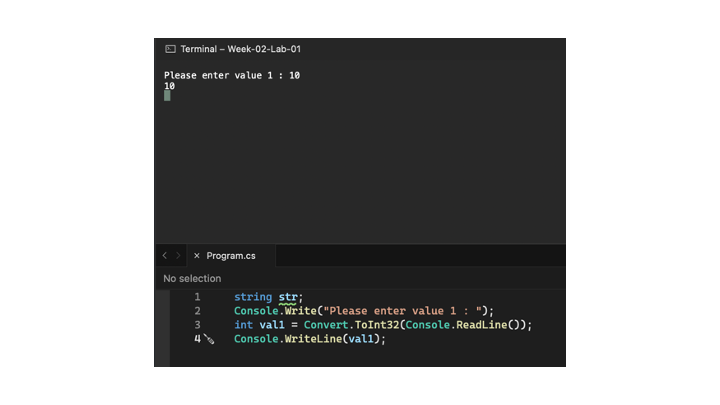 Terminal – Week-02-Lab-01
Please enter value 1 : 10
10
Program.cs
No selection
1 string str;
2 Console.Write("Please enter value 1 : ");
3 int val1 = Convert.ToInt32(Console.ReadLine());
4 Console.WriteLine(val1);